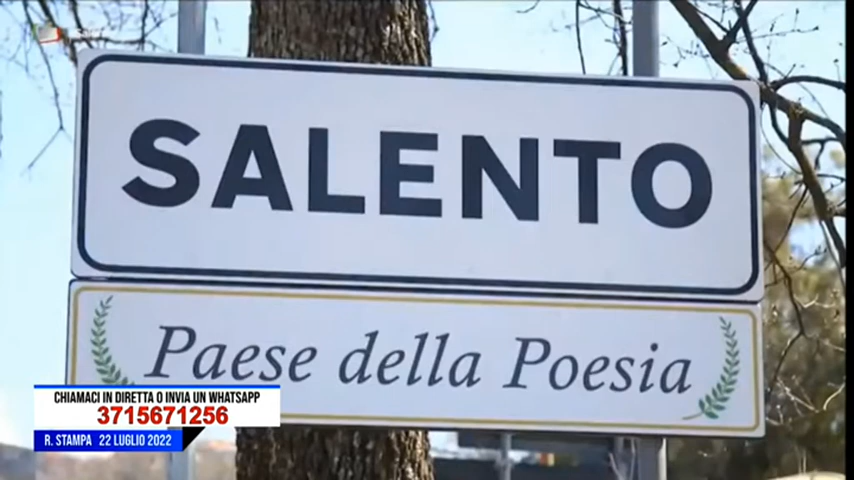 SALENTO
Paese della Poesia
CHIAMACI IN DIRETTA O INVIA UN WHATSAPP
3715671256
R. STAMPA 22 LUGLIO 2022